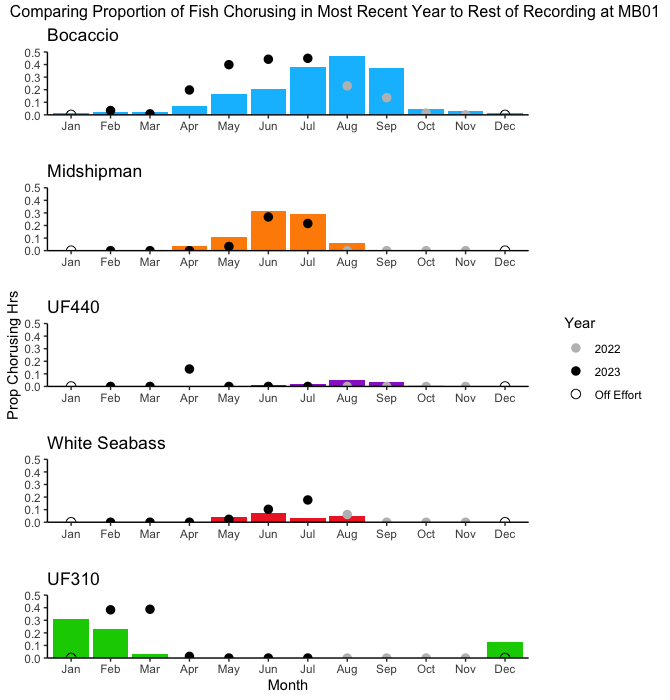 Comparing Proportion of Fish Chorusing in Most Recent Year to Rest of Recording at MB01
Bocaccio
0.5
0.4
0.3
0.2
0.1
0.0
Jan Feb Mar Apr May Jun Jul Aug Sep Oct Nov Dec
Midshipman
0.5
0.4
0.3
0.2
0.1
0.0
Jan Feb Mar Apr May Jun Jul Aug Sep Oct Nov Dec
UF440
0.5
0.4
0.3
0.2
0.1
0.0
Jan Feb Mar Apr May Jun Jul Aug Sep Oct Nov Dec
White Seabass
0.5
0.4
0.3
0.2
0.1
0.0
Jan Feb Mar Apr May Jun Jul Aug Sep Oct Nov Dec
UF310
0.5
0.4
0.3
0.2
0.1
0.0
Jan Feb Mar Apr May Jun Jul Aug Sep Oct Nov Dec
Month
Prop Chorusing Hrs
Year
2022
2023
Off Effort